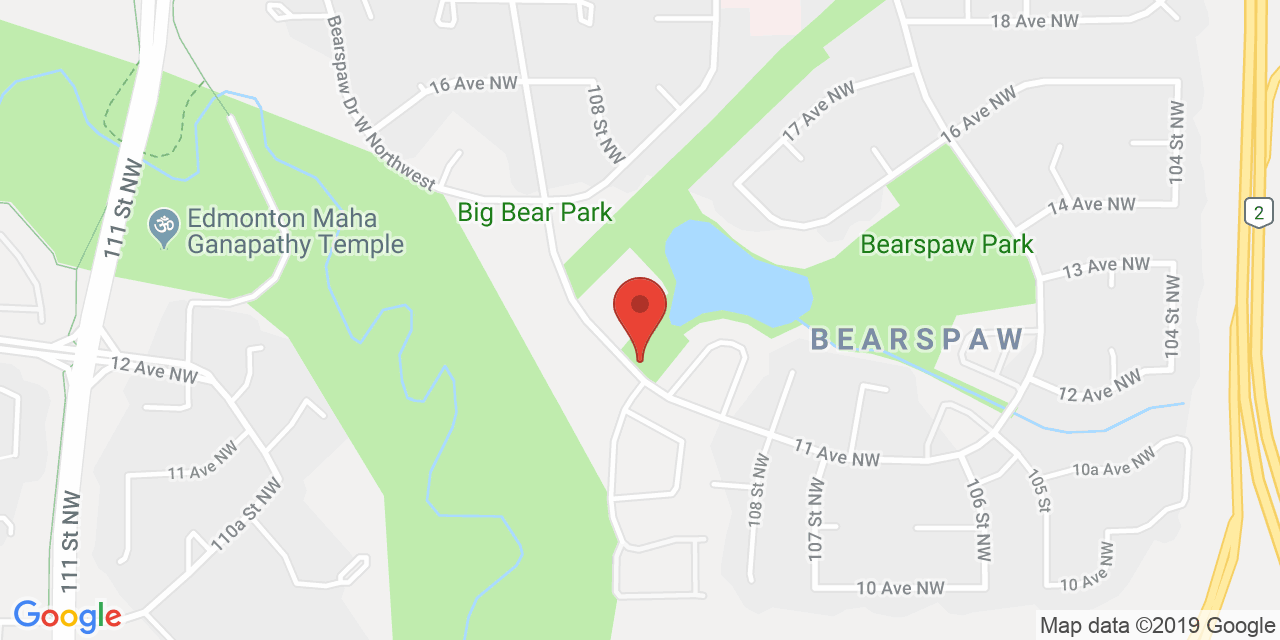 18 Ave NW
Bearspaw Dr W Northwest
16 Ave NW
108 St NW
17 Ave NW
16 Ave NW
104 St NW
111 St NW
Edmonton Maha
Ganapathy Temple
ॐ
Big Bear Park
14 Ave NW
2
Bearspaw Park
13 Ave NW
BEARSPAW
104 St NW
12 Ave NW
12 Ave NW
11 Ave NW
11 Ave NW
10a Ave NW
110a St NW
108 St NW
107 St NW
106 St NW
105 St
111 St NW
10 Ave NW
10 Ave NW
Google
Map data ©2019 Google